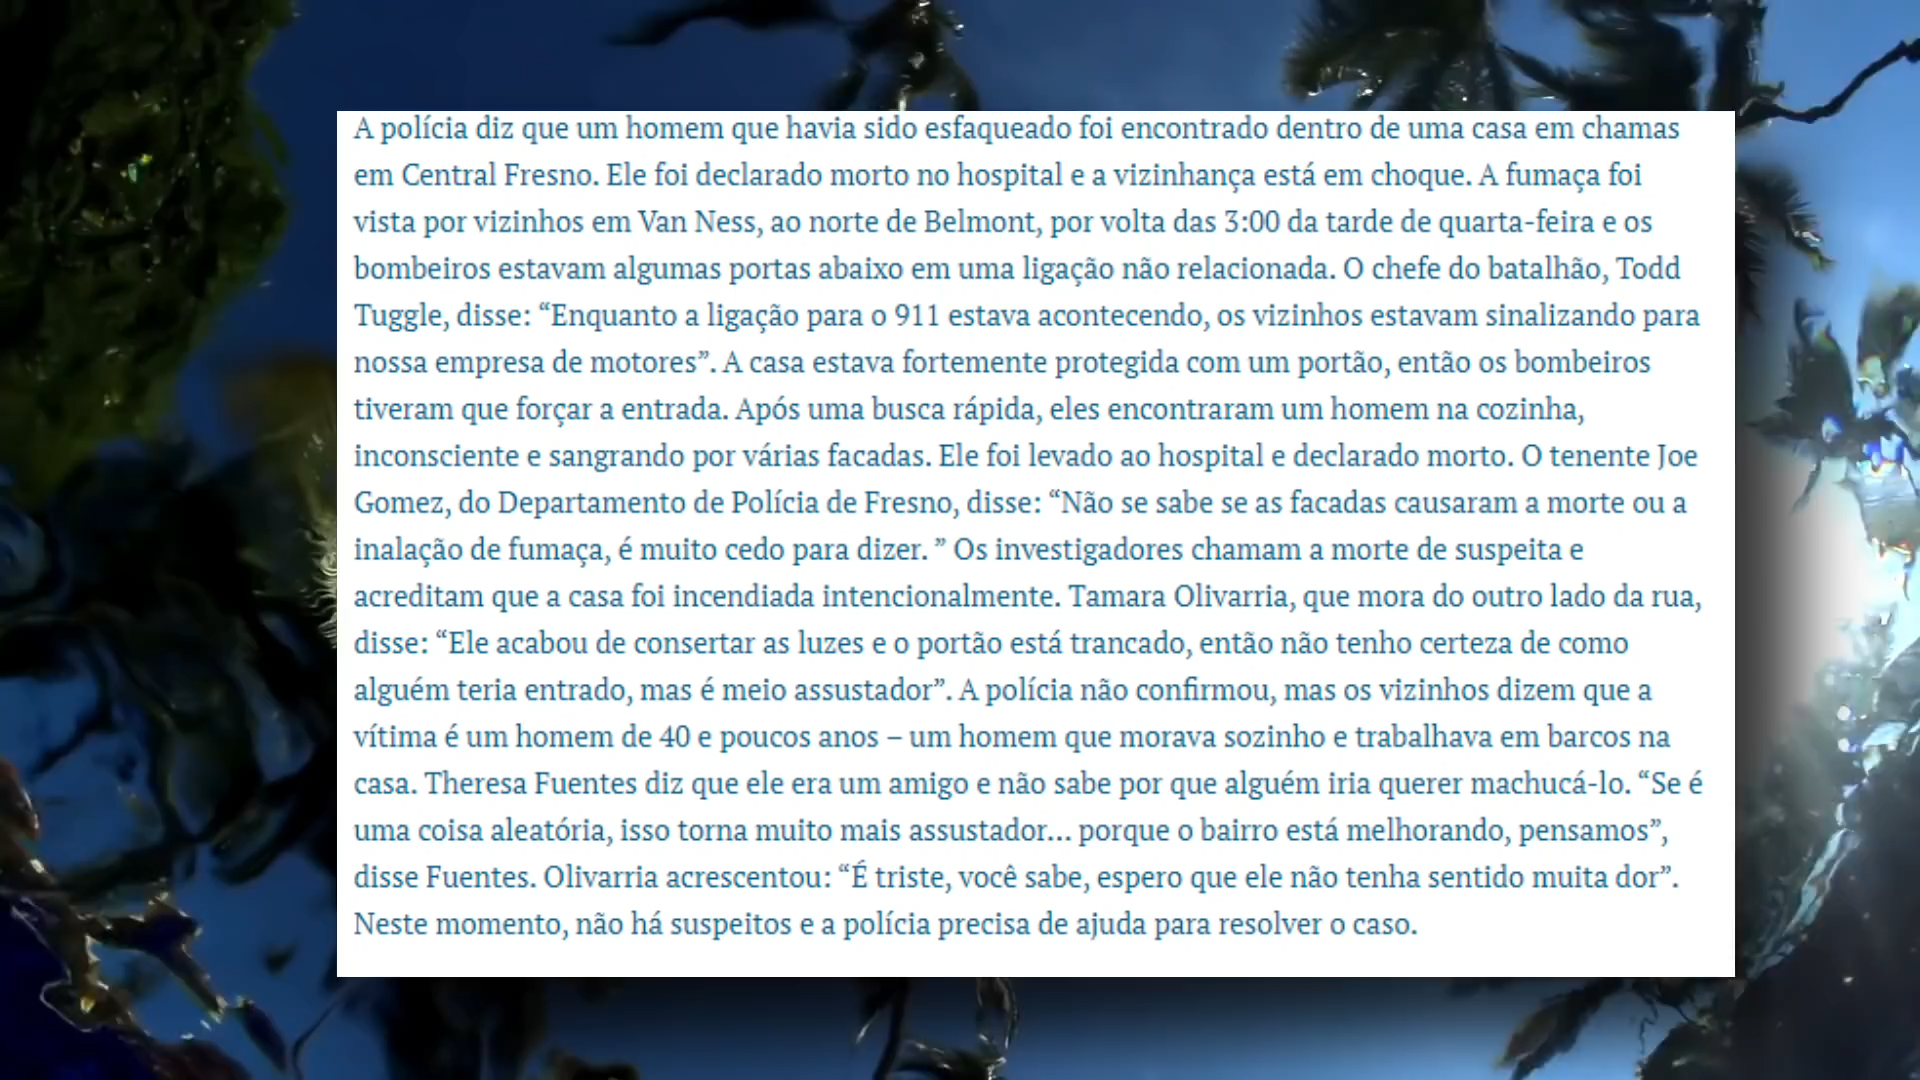 A polícia diz que um homem que havia sido esfaqueado foi encontrado dentro de uma casa em chamas
em Central Fresno. Ele foi declarado morto no hospital e a vizinhança está em choque. A fumaça foi
vista por vizinhos em Van Ness, ao norte de Belmont, por volta das 3:00 da tarde de quarta-feira e os
bombeiros estavam algumas portas abaixo em uma ligação não relacionada. O chefe do batalhão, Todd
Tuggle, disse: “Enquanto a ligação para o 911 estava acontecendo, os vizinhos estavam sinalizando para
nossa empresa de motores”. A casa estava fortemente protegida com um portão, então os bombeiros
tiveram que forçar a entrada. Após uma busca rápida, eles encontraram um homem na cozinha,
inconsciente e sangrando por várias facadas. Ele foi levado ao hospital e declarado morto. O tenente Joe
Gomez, do Departamento de Polícia de Fresno, disse: “Não se sabe se as facadas causaram a morte ou a
inalação de fumaça, é muito cedo para dizer. ” Os investigadores chamam a morte de suspeita e
acreditam que a casa foi incendiada intencionalmente. Tamara Olivarria, que mora do outro lado da rua,
disse: “Ele acabou de consertar as luzes e o portão está trancado, então não tenho certeza de como
alguém teria entrado, mas é meio assustador”. A polícia não confirmou, mas os vizinhos dizem que a
vítima é um homem de 40 e poucos anos – um homem que morava sozinho e trabalhava em barcos na
casa. Theresa Fuentes diz que ele era um amigo e não sabe por que alguém iria querer machucá-lo. “Se é
uma coisa aleatória, isso torna muito mais assustador… porque o bairro está melhorando, pensamos”,
disse Fuentes. Olivarria acrescentou: “É triste, você sabe, espero que ele não tenha sentido muita dor”.
Neste momento, não há suspeitos e a polícia precisa de ajuda para resolver o caso.